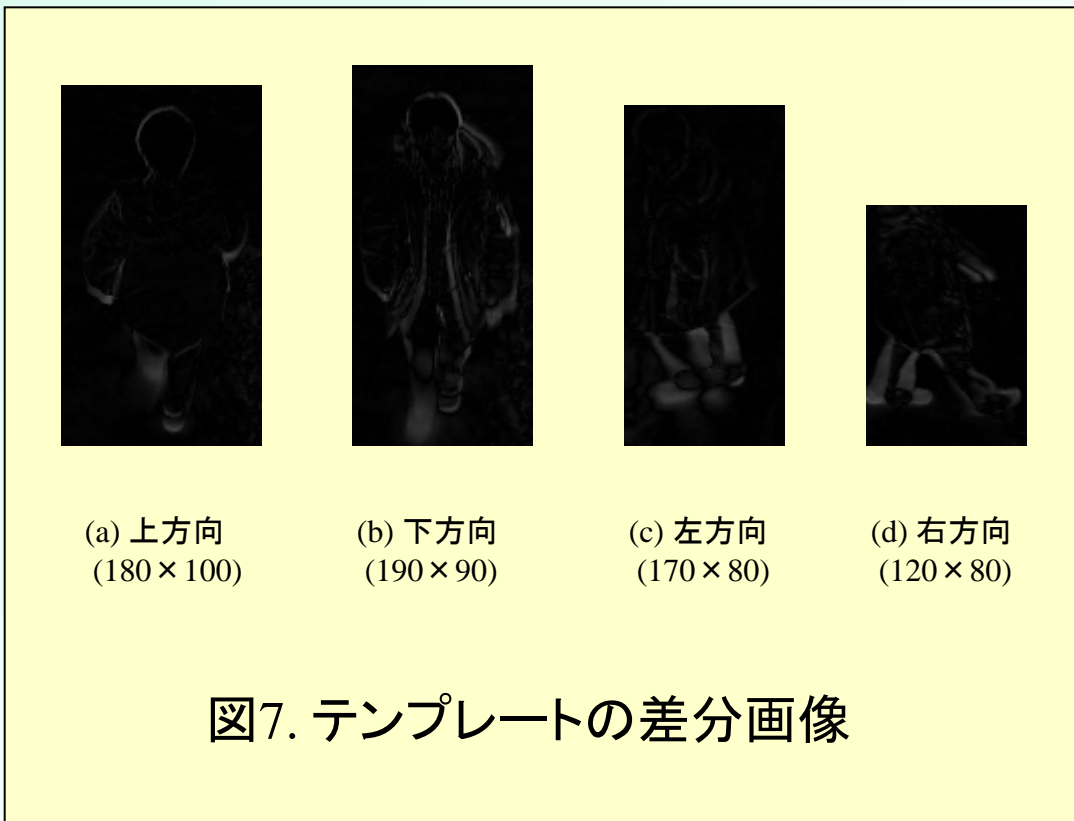 (a) 上方向
(180×100)
(b) 下方向
(190×90)
(c) 左方向
(170×80)
(d) 右方向
(120×80)
図7. テンプレートの差分画像